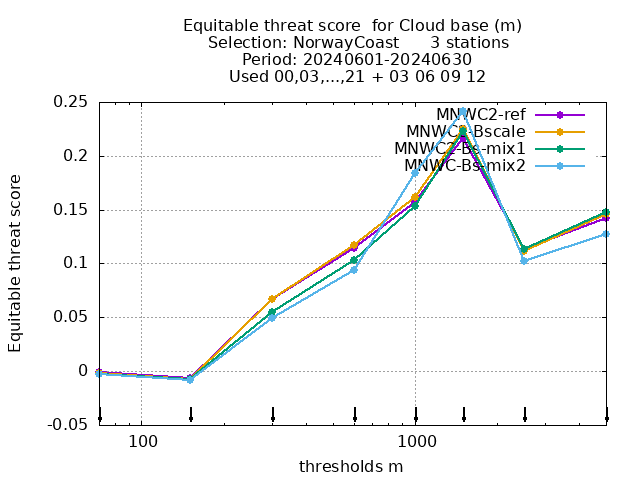 Equitable threat score for Cloud base (m)
Selection: NorwayCoast 3 stations
Period: 20240601-20240630
Used 00,03,...,21 + 03 06 09 12
MNWC2-ref
MNWC2-Bscale
MNWC2-Bs-mix1
MNWC-Bs-mix2
Equitable threat score
0.25
0.2
0.15
0.1
0.05
0
-0.05
100
1000
thresholds m